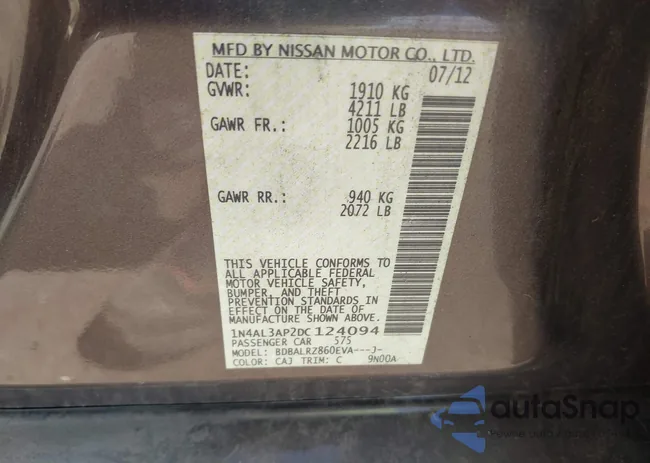 MFD BY NISSAN MOTOR CO., LTD.
DATE: 07/12
GVWR: 1910 KG
4211 LB
GAWR FR.: 1005 KG
2216 LB
GAWR RR.: 940 KG
2072 LB
THIS VEHICLE CONFORMS TO
ALL APPLICABLE FEDERAL
MOTOR VEHICLE SAFETY,
BUMPER, AND THEFT
PREVENTION STANDARDS IN
EFFECT ON THE DATE OF
MANUFACTURE SHOWN ABOVE.
1N4AL3AP2DC 124094
PASSENGER CAR 575
MODEL: BDBALRZ860EVA---J-
COLOR: CAJ TRIM: C 9N00A
autoSnap